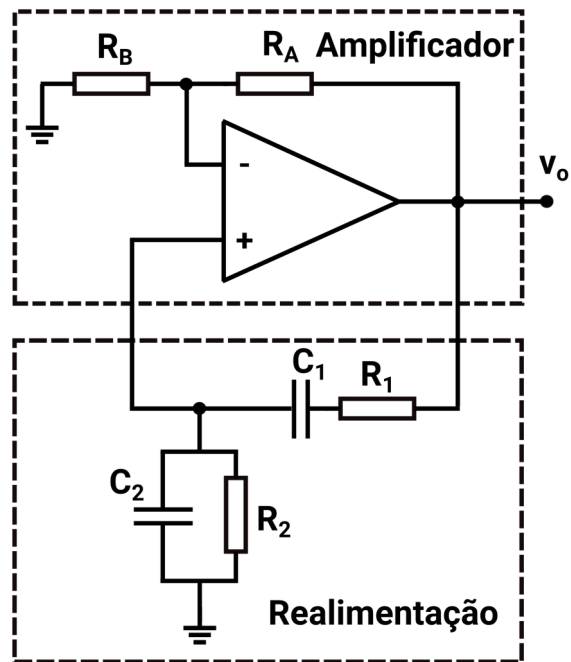 R_B
R_A
Amplificador
-
+
v_o
C_1
R_1
C_2
R_2
Realimentação